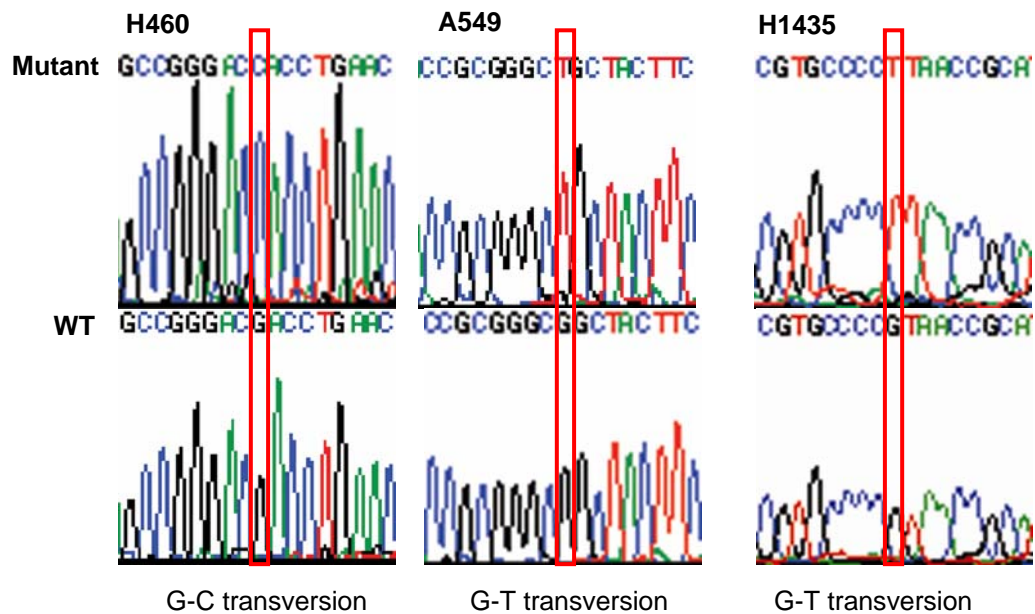 H460 A549 H1435
Mutant GCCGGGACCACCTGAAC CCGCGGGCTGCTACTTC CGTGCCCCTTAACCGCAT
WT GCCGGGACGACCTGAAC CCGCGGGCGGCTACTTC CGTGCCCCGTAACCGCAT
G-C transversion G-T transversion G-T transversion